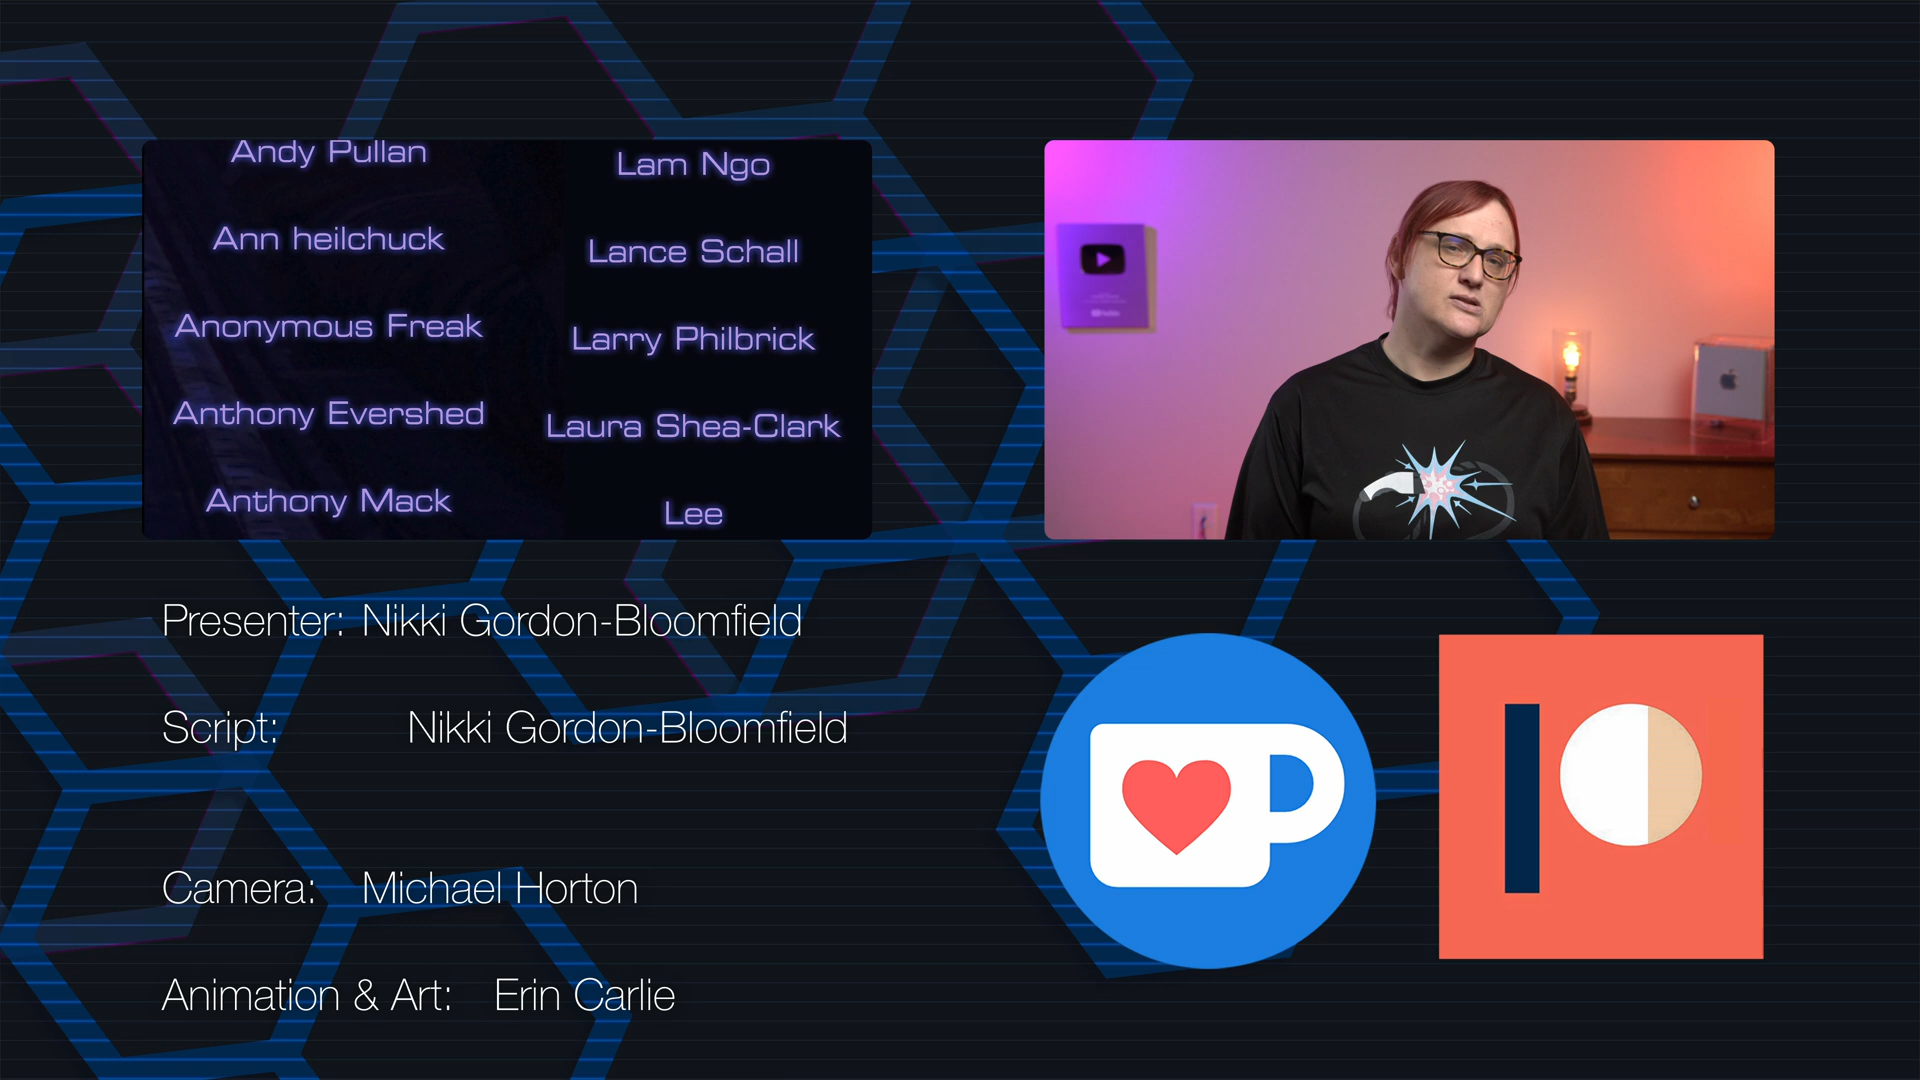 Andy Pullan
Ann heilchuck
Anonymous Freak
Anthony Evershed
Anthony Mack
Lam Ngo
Lance Schall
Larry Philbrick
Laura Shea-Clark
Lee
Presenter: Nikki Gordon-Bloomfield
Script: Nikki Gordon-Bloomfield
Camera: Michael Horton
Animation & Art: Erin Carlie